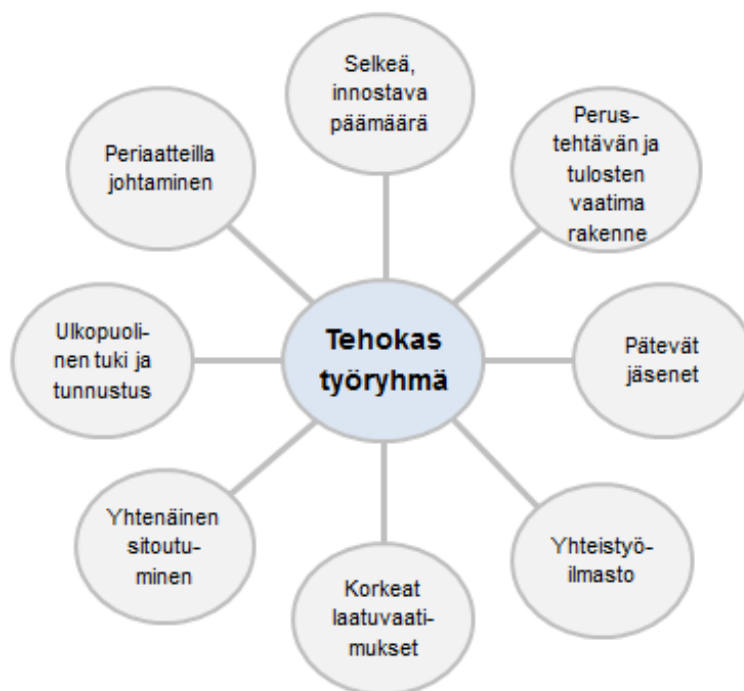 Selkeä,
innostava
päämäärä
Perus-
tehtävän ja
tulosten
vaatima
rakenne
Pätevät
jäsenet
Yhteistyö-
ilmasto
Korkeat
laatuvaati-
mukset
Yhtenäinen
sitoutu-
minen
Ulkopuoli-
nen tuki ja
tunnustus
Periaatteilla
johtaminen
Tehokas
työryhmä